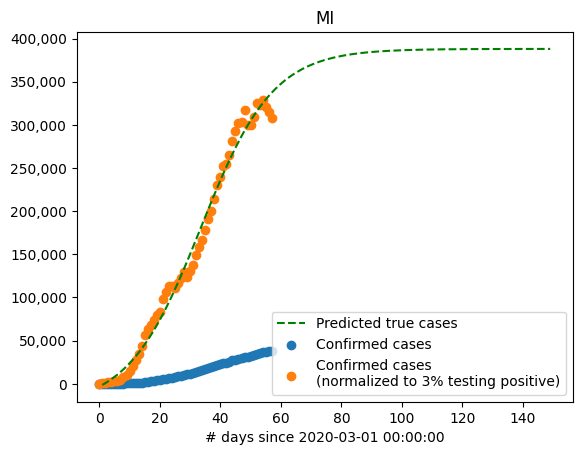 MI
400,000
350,000
300,000
250,000
200,000
150,000
100,000
50,000
0
Predicted true cases
Confirmed cases
Confirmed cases
(normalized to 3% testing positive)
0 20 40 60 80 100 120 140
# days since 2020-03-01 00:00:00